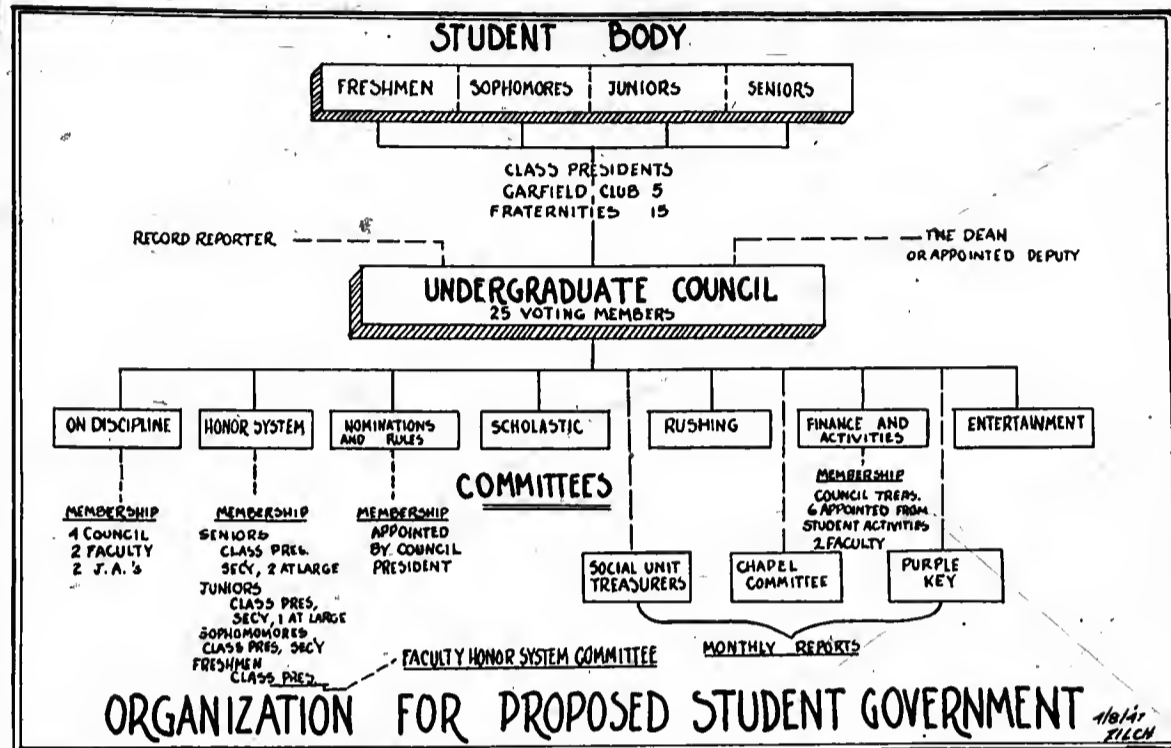 STUDENT BODY
FRESHMEN SOPHOMORES JUNIORS SENIORS
CLASS PRESIDENTS
GARFIELD CLUB 5
FRATERNITIES 15
RECORD REPORTER
THE DEAN
OR APPOINTED DEPUTY
UNDERGRADUATE COUNCIL
25 VOTING MEMBERS
ON DISCIPLINE
HONOR SYSTEM
NOMINATIONS
AND RULES
SCHOLASTIC
RUSHING
FINANCE AND
ACTIVITIES
ENTERTAINMENT
COMMITTEES
MEMBERSHIP
4 COUNCIL
2 FACULTY
2 J.A.'s
MEMBERSHIP
SENIORS
CLASS PRES.
SECY, 2 AT LARGE
JUNIORS
CLASS PRES,
SECY, 1 AT LARGE
SOPHOMOMORES
CLASS PRES, SECY
FRESHMEN
CLASS PRES.
FACULTY HONOR SYSTEM COMMITTEE
MEMBERSHIP
APPOINTED
BY COUNCIL
PRESIDENT
MEMBERSHIP
COUNCIL TREAS.
6 APPOINTED FROM
STUDENT ACTIVITIES
2 FACULTY
SOCIAL UNIT
TREASURERS
CHAPEL
COMMITTEE
PURPLE
KEY
MONTHLY REPORTS
ORGANIZATION FOR PROPOSED STUDENT GOVERNMENT
4/8/47
ZILCH